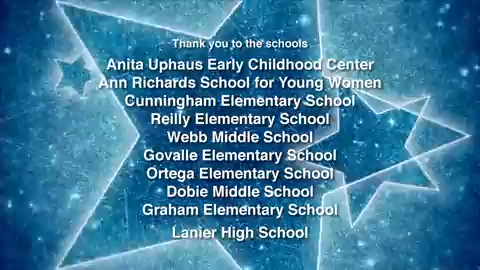 Thank you to the schools
Anita Uphaus Early Childhood Center
Ann Richards School for Young Women
Cunningham Elementary School
Reilly Elementary School
Webb Middle School
Govalle Elementary School
Ortega Elementary School
Dobie Middle School
Graham Elementary School
Lanier High School